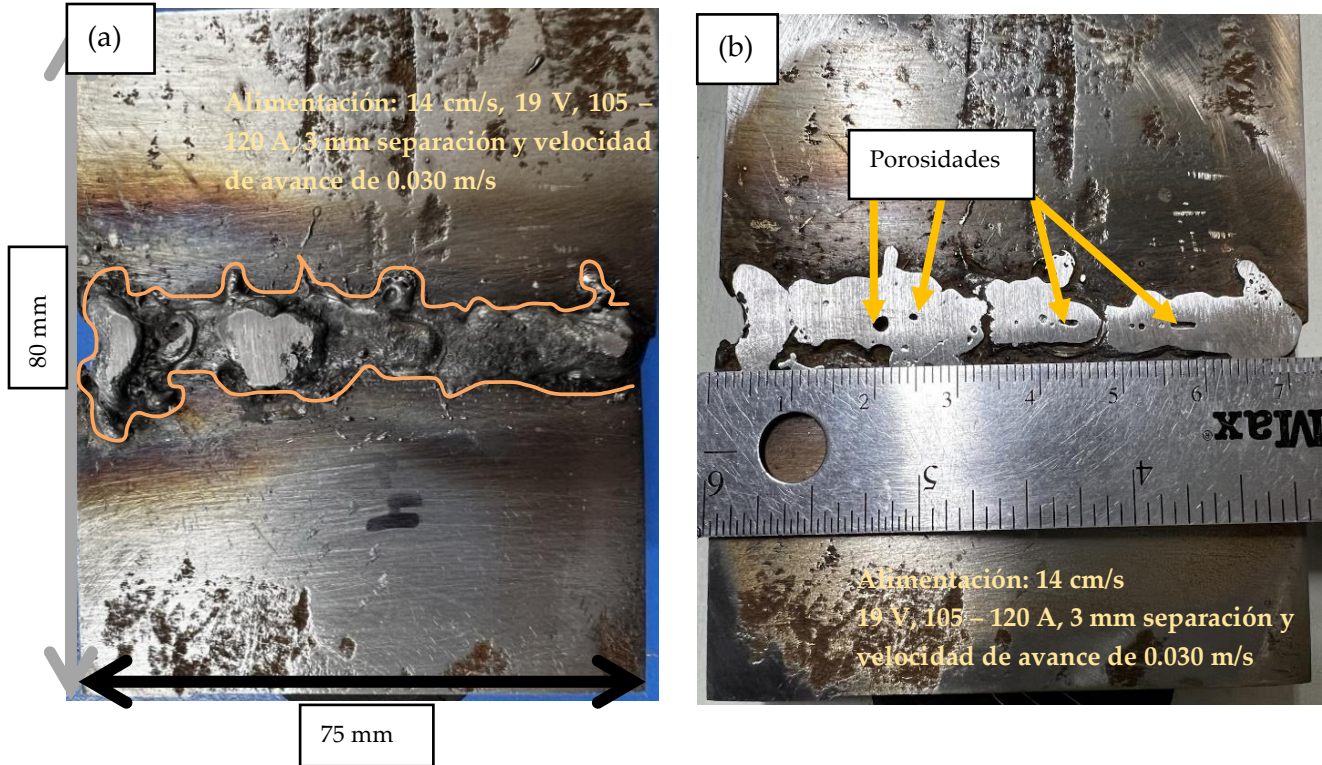 (a)
Alimentación: 14 cm/s, 19 V, 105 –
120 A, 3 mm separación y velocidad
de avance de 0.030 m/s
80 mm
75 mm
(b)
Porosidades
1 2 3 4 5 6 7
Max®
6 5 4
Alimentación: 14 cm/s
19 V, 105 – 120 A, 3 mm separación y
velocidad de avance de 0.030 m/s